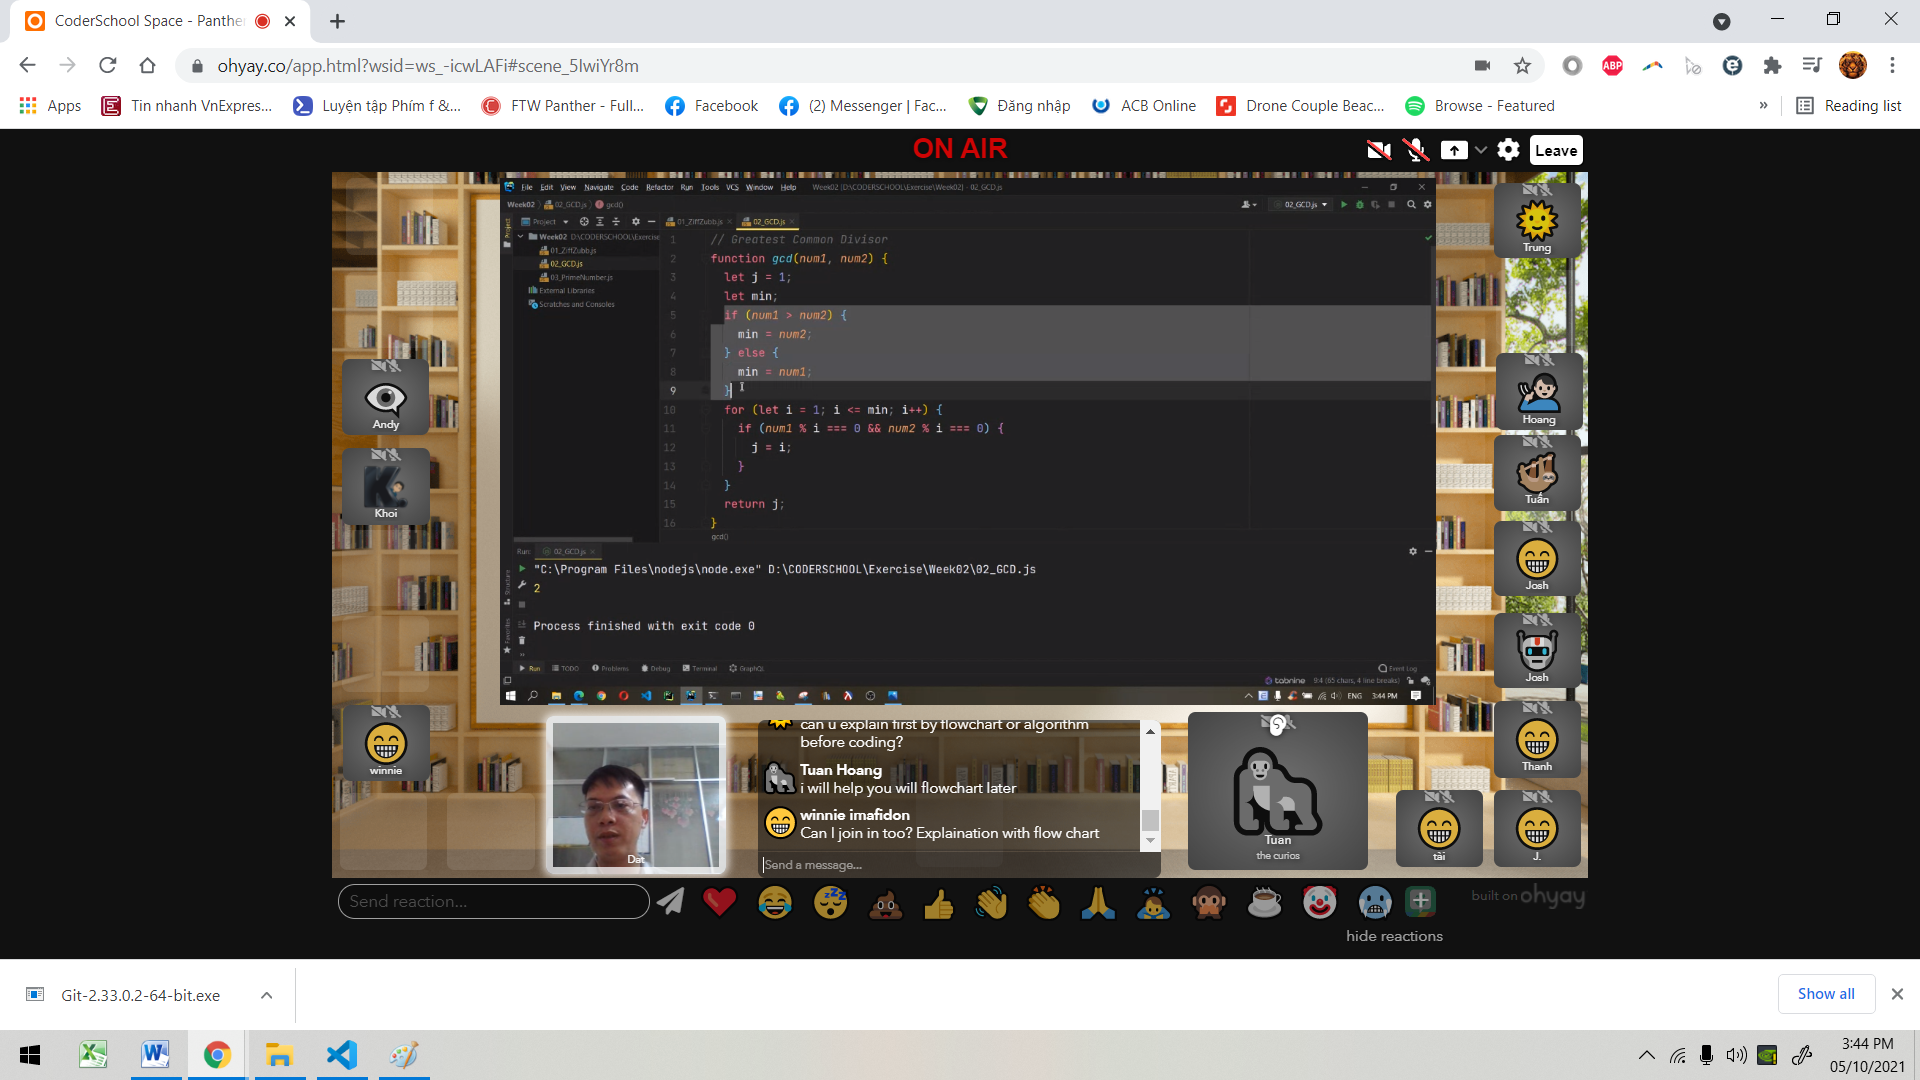 CoderSchool Space - Panthe
ohyay.co/app.html?wsid=ws_-icwLAFi#scene_5IwiYr8m
ABP
Apps
Tin nhanh VnExpres...
Luyện tập Phím f &...
FTW Panther - Full...
Facebook
(2) Messenger | Fac...
Đăng nhập
ACB Online
Drone Couple Beac...
Browse - Featured
»
Reading list
ON AIR
Leave
File Edit View Navigate Code Refactor Run Tools VCS Window Help Week02 [D:\CODERSCHOOL\Exercise\Week02] - 02_GCD.js
Week02 02_GCD.js gcd()
02_GCD.js
Project
01_ZiffZubb.js
02_GCD.js
Week02 D:\CODERSCHOOL\Exercise
01_ZiffZubb.js
02_GCD.js
03_PrimeNumber.js
External Libraries
Scratches and Consoles
1 // Greatest Common Divisor
2 function gcd(num1, num2) {
3 let j = 1;
4 let min;
5 if (num1 > num2) {
6 min = num2;
7 } else {
8 min = num1;
9 }
10 for (let i = 1; i <= min; i++) {
11 if (num1 % i === 0 && num2 % i === 0) {
12 j = i;
13 }
14 }
15 return j;
16 }
gcd()
Run: 02_GCD.js
"C:\Program Files\nodejs\node.exe" D:\CODERSCHOOL\Exercise\Week02\02_GCD.js
2
Process finished with exit code 0
Structure
Favorites
Run TODO Problems Debug Terminal GraphQL Event Log
tabnine 9:4 (65 chars, 4 line breaks)
ENG 3:44 PM
Trung
Andy
Hoang
Khoi
Tuấn
Josh
Josh
winnie
Thanh
Dat
can u explain first by flowchart or algorithm
before coding?
Tuan Hoang
i will help you will flowchart later
winnie imafidon
Can I join in too? Explaination with flow chart
Send a message...
Tuan
the curios
tài
J.
Send reaction...
built on ohyay
hide reactions
Git-2.33.0.2-64-bit.exe
Show all
3:44 PM
05/10/2021